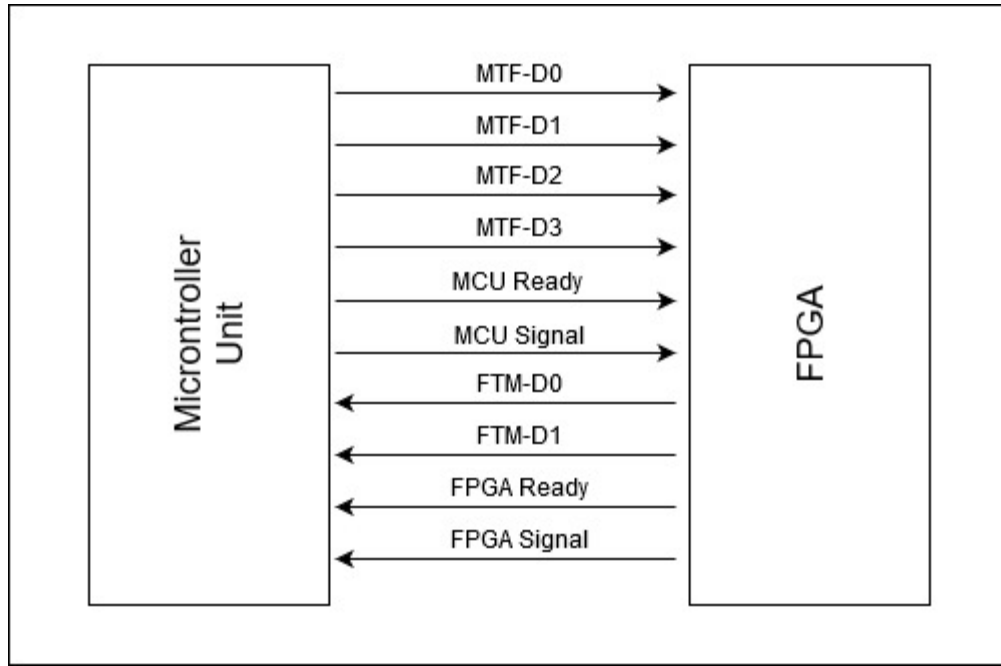 MTF-D0
MTF-D1
MTF-D2
MTF-D3
MCU Ready
MCU Signal
FTM-D0
FTM-D1
FPGA Ready
FPGA Signal
Microntroller
Unit
FPGA